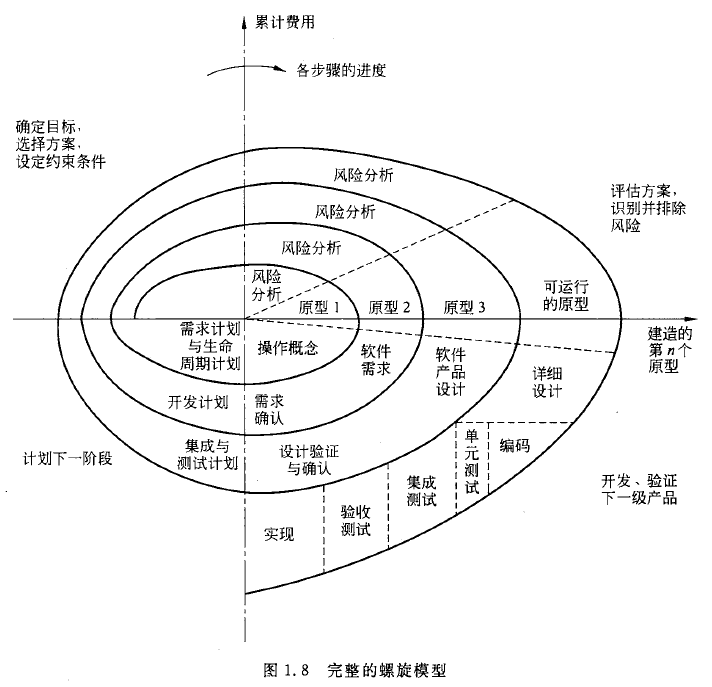 累计费用
各步骤的进度
确定目标，
选择方案，
设定约束条件
评估方案，
识别并排除
风险
风险分析
风险分析
风险分析
风险
分析
原型 1
原型 2
原型 3
可运行
的原型
建造的
第 n 个
原型
需求计划
与生命
周期计划
操作概念
软件
需求
软件
产品
设计
详细
设计
开发计划
需求
确认
集成与
测试计划
设计验证
与确认
单
元
测
试
编码
集成
测试
验收
测试
实现
计划下一阶段
开发、验证
下一级产品
图 1.8 完整的螺旋模型